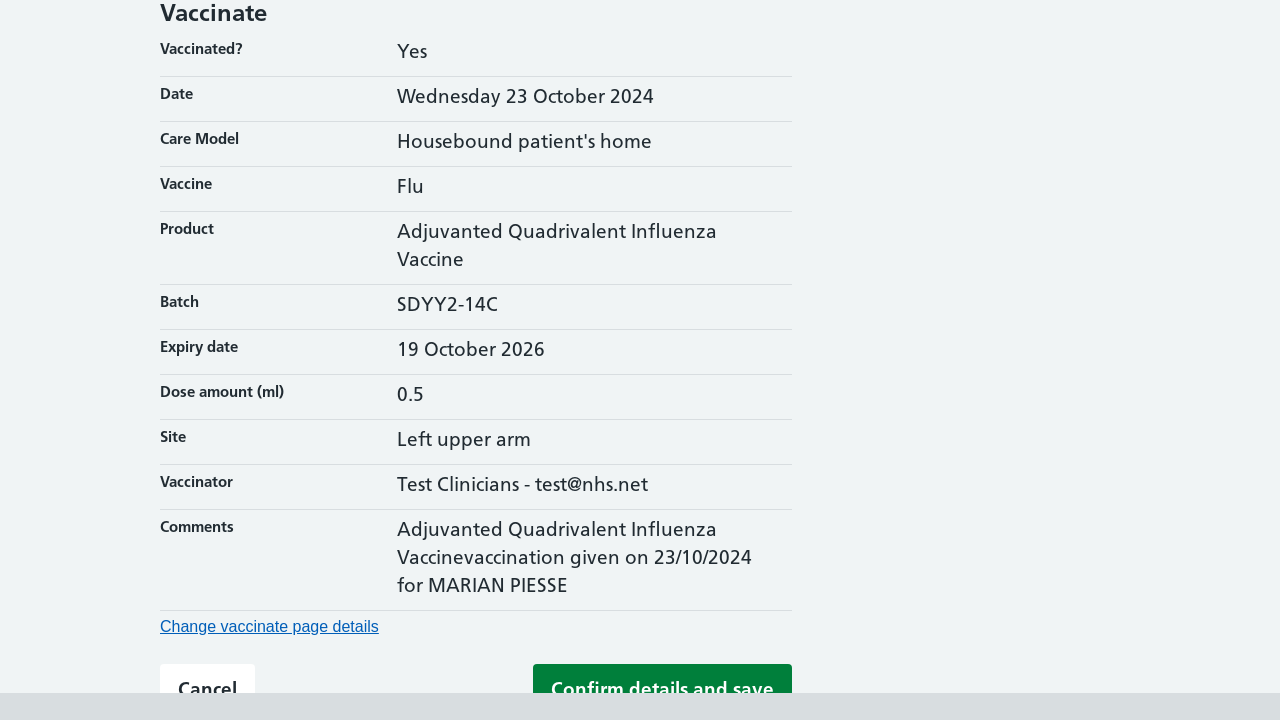 Vaccinate
Vaccinated? Yes
Date Wednesday 23 October 2024
Care Model Housebound patient's home
Vaccine Flu
Product Adjuvanted Quadrivalent Influenza
Vaccine
Batch SDYY2-14C
Expiry date 19 October 2026
Dose amount (ml) 0.5
Site Left upper arm
Vaccinator Test Clinicians - test@nhs.net
Comments Adjuvanted Quadrivalent Influenza
Vaccinevaccination given on 23/10/2024
for MARIAN PIESSE
Change vaccinate page details
Cancel Confirm details and save